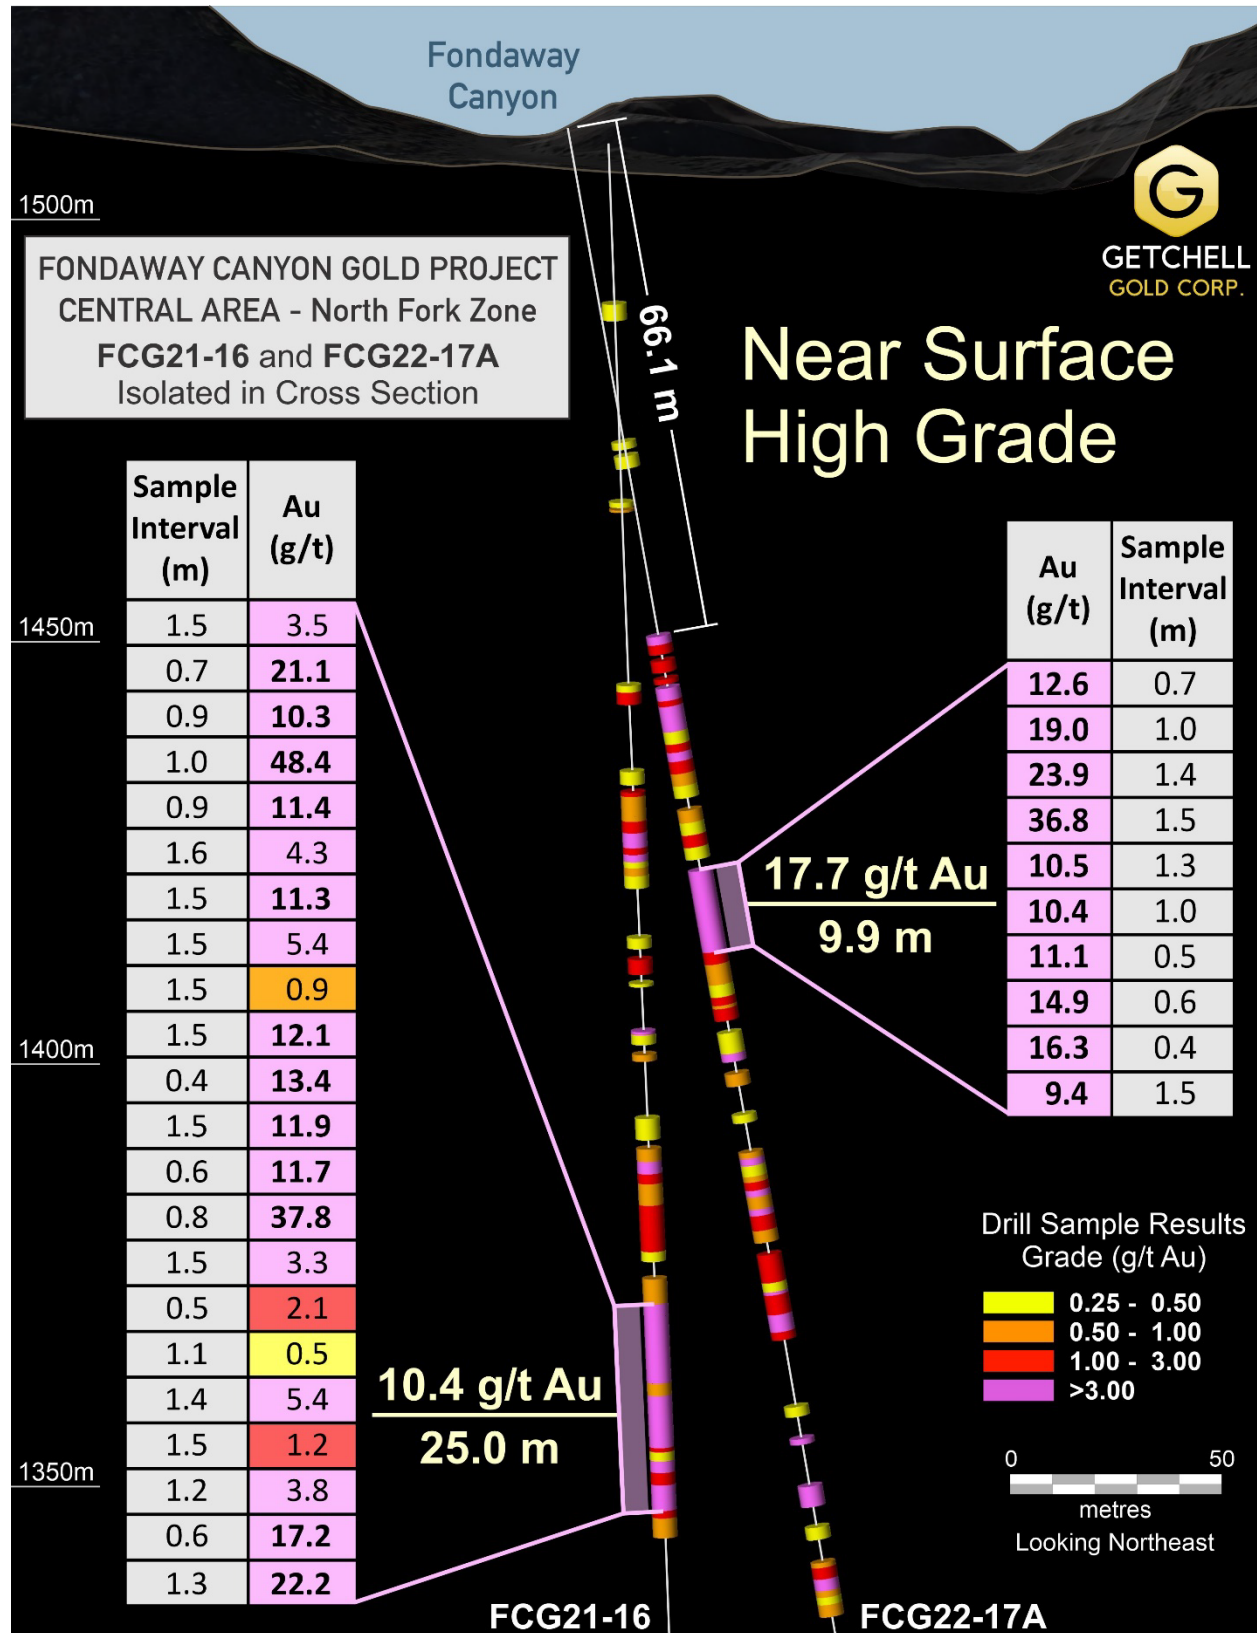 Fondaway
Canyon
1500m
GETCHELL
GOLD CORP.
FONDAWAY CANYON GOLD PROJECT
CENTRAL AREA - North Fork Zone
FCG21-16 and FCG22-17A
Isolated in Cross Section
66.1 m
Near Surface
High Grade
Sample Interval (m) Au (g/t)
1.5 3.5
0.7 21.1
0.9 10.3
1.0 48.4
0.9 11.4
1.6 4.3
1.5 11.3
1.5 5.4
1.5 0.9
1.5 12.1
0.4 13.4
1.5 11.9
0.6 11.7
0.8 37.8
1.5 3.3
0.5 2.1
1.1 0.5
1.4 5.4
1.5 1.2
1.2 3.8
0.6 17.2
1.3 22.2
1450m
1400m
1350m
10.4 g/t Au
25.0 m
17.7 g/t Au
9.9 m
Au (g/t) Sample Interval (m)
12.6 0.7
19.0 1.0
23.9 1.4
36.8 1.5
10.5 1.3
10.4 1.0
11.1 0.5
14.9 0.6
16.3 0.4
9.4 1.5
Drill Sample Results
Grade (g/t Au)
0.25 - 0.50
0.50 - 1.00
1.00 - 3.00
>3.00
0 50
metres
Looking Northeast
FCG21-16
FCG22-17A